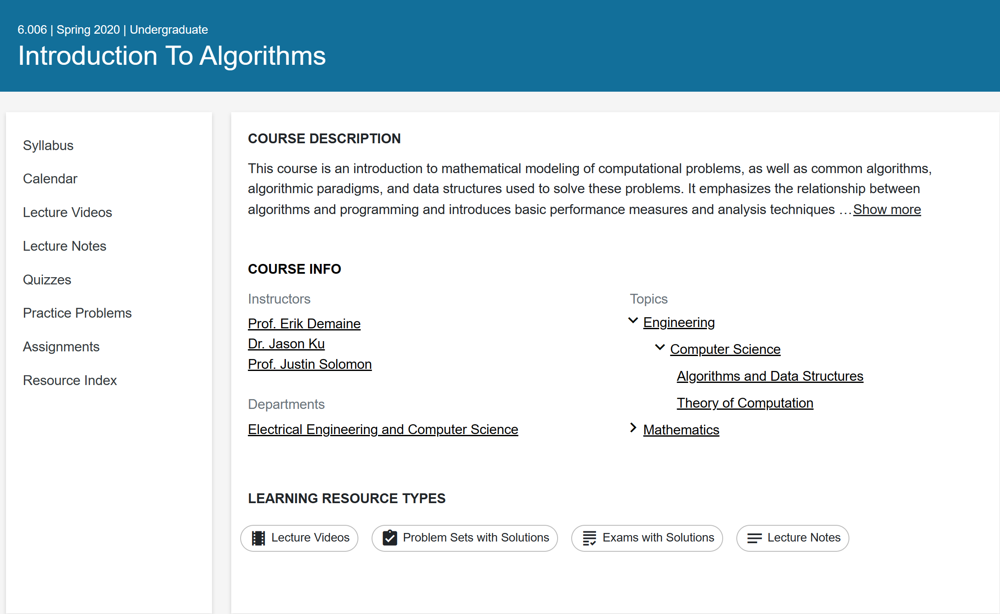 6.006 | Spring 2020 | Undergraduate
Introduction To Algorithms
Syllabus
Calendar
Lecture Videos
Lecture Notes
Quizzes
Practice Problems
Assignments
Resource Index
COURSE DESCRIPTION
This course is an introduction to mathematical modeling of computational problems, as well as common algorithms,
algorithmic paradigms, and data structures used to solve these problems. It emphasizes the relationship between
algorithms and programming and introduces basic performance measures and analysis techniques …Show more
COURSE INFO
Instructors
Prof. Erik Demaine
Dr. Jason Ku
Prof. Justin Solomon
Departments
Electrical Engineering and Computer Science
Topics
Engineering
Computer Science
Algorithms and Data Structures
Theory of Computation
Mathematics
LEARNING RESOURCE TYPES
Lecture Videos
Problem Sets with Solutions
Exams with Solutions
Lecture Notes